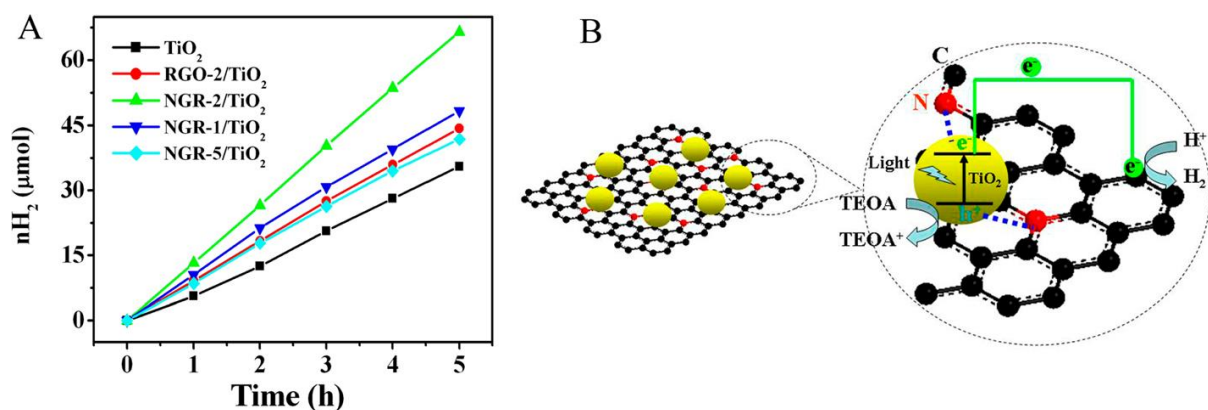 A
nH₂ (μmol)
60
45
30
15
0
TiO₂
RGO-2/TiO₂
NGR-2/TiO₂
NGR-1/TiO₂
NGR-5/TiO₂
0 1 2 3 4 5
Time (h)
B
C
N
e⁻
e⁻
Light
TiO₂
TEOA
h⁺
TEOA⁺
e⁻
H⁺
H₂